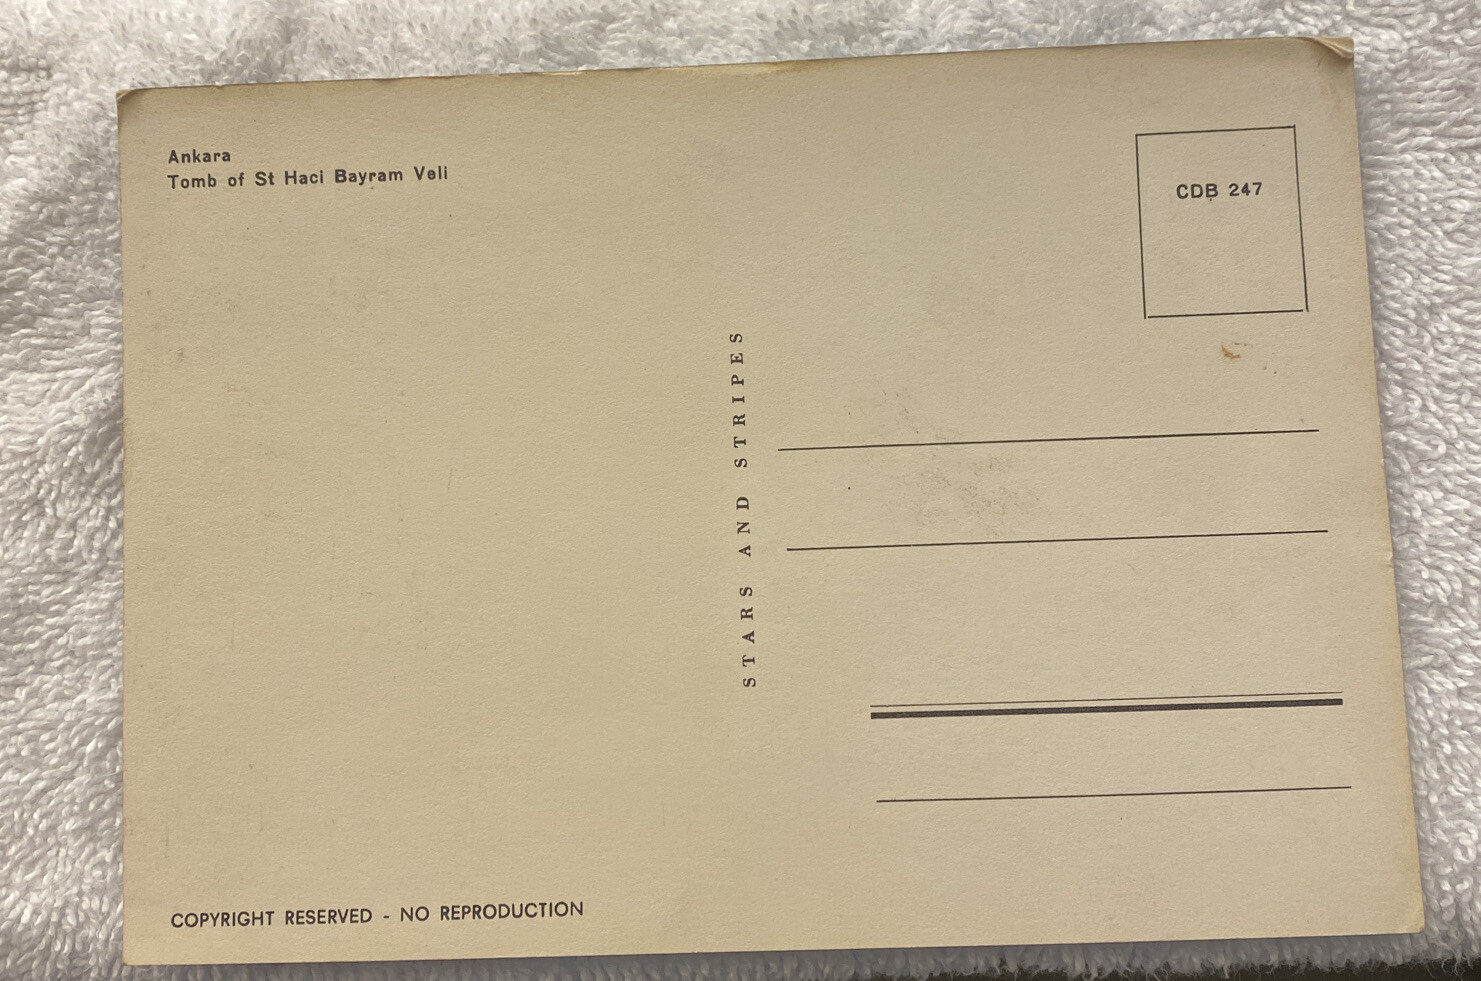 Ankara
Tomb of St Haci Bayram Veli
CDB 247
STARS AND STRIPES
COPYRIGHT RESERVED - NO REPRODUCTION